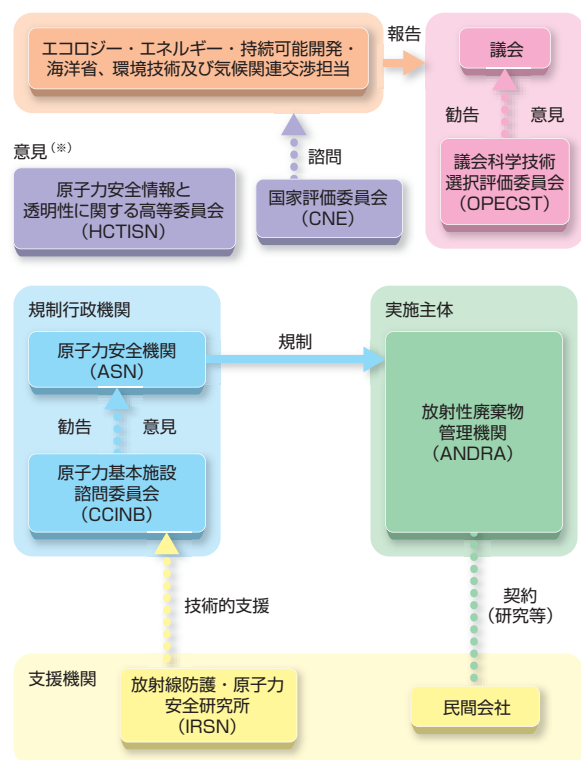 エコロジー・エネルギー・持続可能開発・
海洋省、環境技術及び気候関連交渉担当
報告
議会
勧告
意見
議会科学技術
選択評価委員会
(OPECST)
諮問
意見(※)
原子力安全情報と
透明性に関する高等委員会
(HCTISN)
国家評価委員会
(CNE)
規制行政機関
原子力安全機関
(ASN)
規制
実施主体
勧告
意見
放射性廃棄物
管理機関
(ANDRA)
原子力基本施設
諮問委員会
(CCINB)
技術的支援
契約
(研究等)
支援機関
放射線防護・原子力
安全研究所
(IRSN)
民間会社